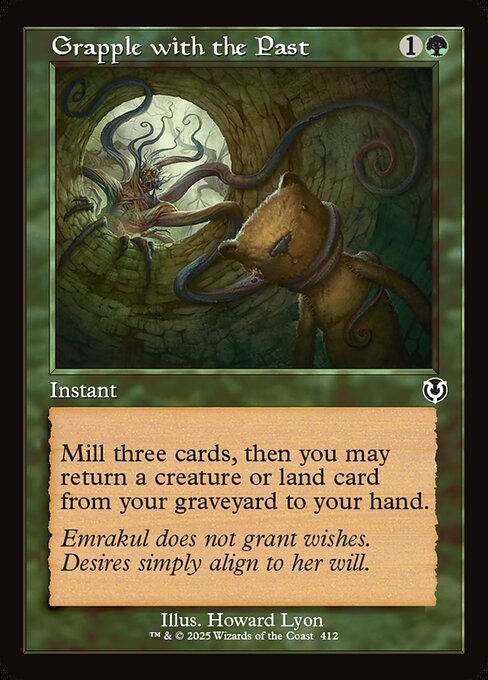 Grapple with the Past 1
Instant
Mill three cards, then you may
return a creature or land card
from your graveyard to your hand.
Emrakul does not grant wishes.
Desires simply align to her will.
Illus. Howard Lyon
™ & © 2025 Wizards of the Coast 412